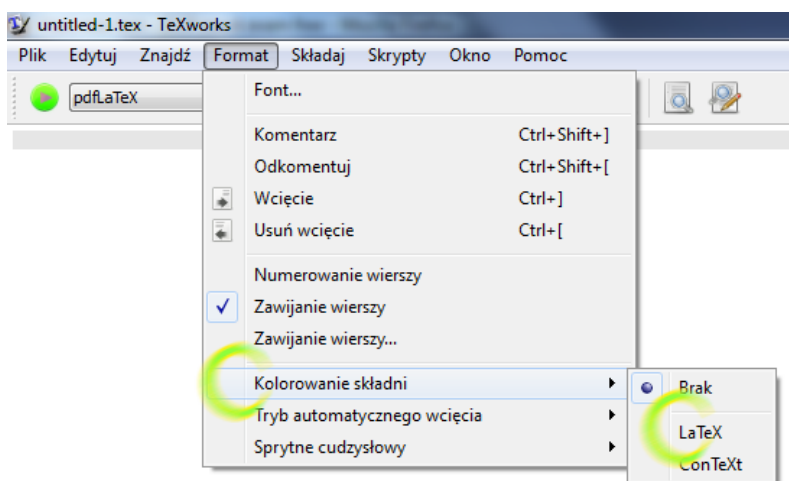 untitled-1.tex - TeXworks
Plik Edytuj Znajdź Format Składaj Skrypty Okno Pomoc
pdfLaTeX
Font...
Komentarz Ctrl+Shift+]
Odkomentuj Ctrl+Shift+[
Wcięcie Ctrl+]
Usuń wcięcie Ctrl+[
Numerowanie wierszy
Zawijanie wierszy
Zawijanie wierszy...
Kolorowanie składni
Brak
Tryb automatycznego wcięcia
LaTeX
Sprytne cudzysłowy
ConTeXt